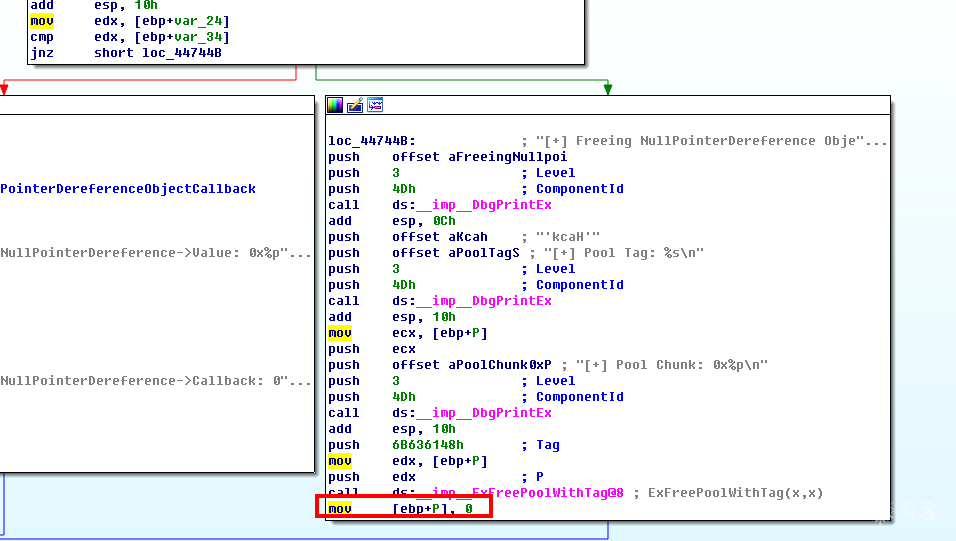 add     esp, 10h
mov     edx, [ebp+var_24]
cmp     edx, [ebp+var_34]
jnz     short loc_44744B
PointerDereferenceObjectCallback
NullPointerDereference->Value: 0x%p"...
NullPointerDereference->Callback: 0"...
loc_44744B:             ; "[+] Freeing NullPointerDereference Obje"...
push    offset aFreeingNullpoi
push    3               ; Level
push    4Dh             ; ComponentId
call    ds:__imp__DbgPrintEx
add     esp, 0Ch
push    offset aKcah    ; "'kcaH'"
push    offset aPoolTagS ; "[+] Pool Tag: %s\n"
push    3               ; Level
push    4Dh             ; ComponentId
call    ds:__imp__DbgPrintEx
add     esp, 10h
mov     ecx, [ebp+P]
push    ecx
push    offset aPoolChunk0xP ; "[+] Pool Chunk: 0x%p\n"
push    3               ; Level
push    4Dh             ; ComponentId
call    ds:__imp__DbgPrintEx
add     esp, 10h
push    6B636148h       ; Tag
mov     edx, [ebp+P]
push    edx             ; P
call    ds:__imp__ExFreePoolWithTag@8 ; ExFreePoolWithTag(x,x)
mov     [ebp+P], 0